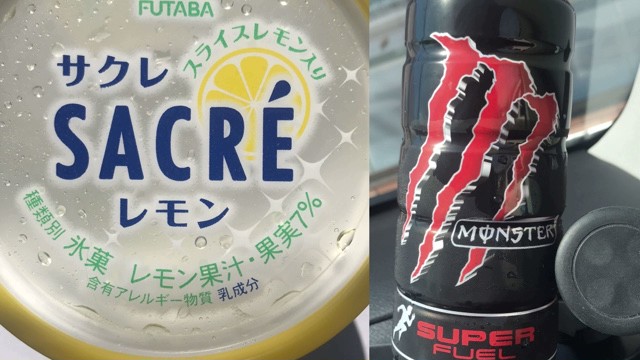 FUTABA
スライスレモン入り
サクレ
SACRÉ
レモン
種類別 氷菓 レモン果汁・果実7%
含有アレルギー物質 乳成分
MONSTER
SUPER
FUEL